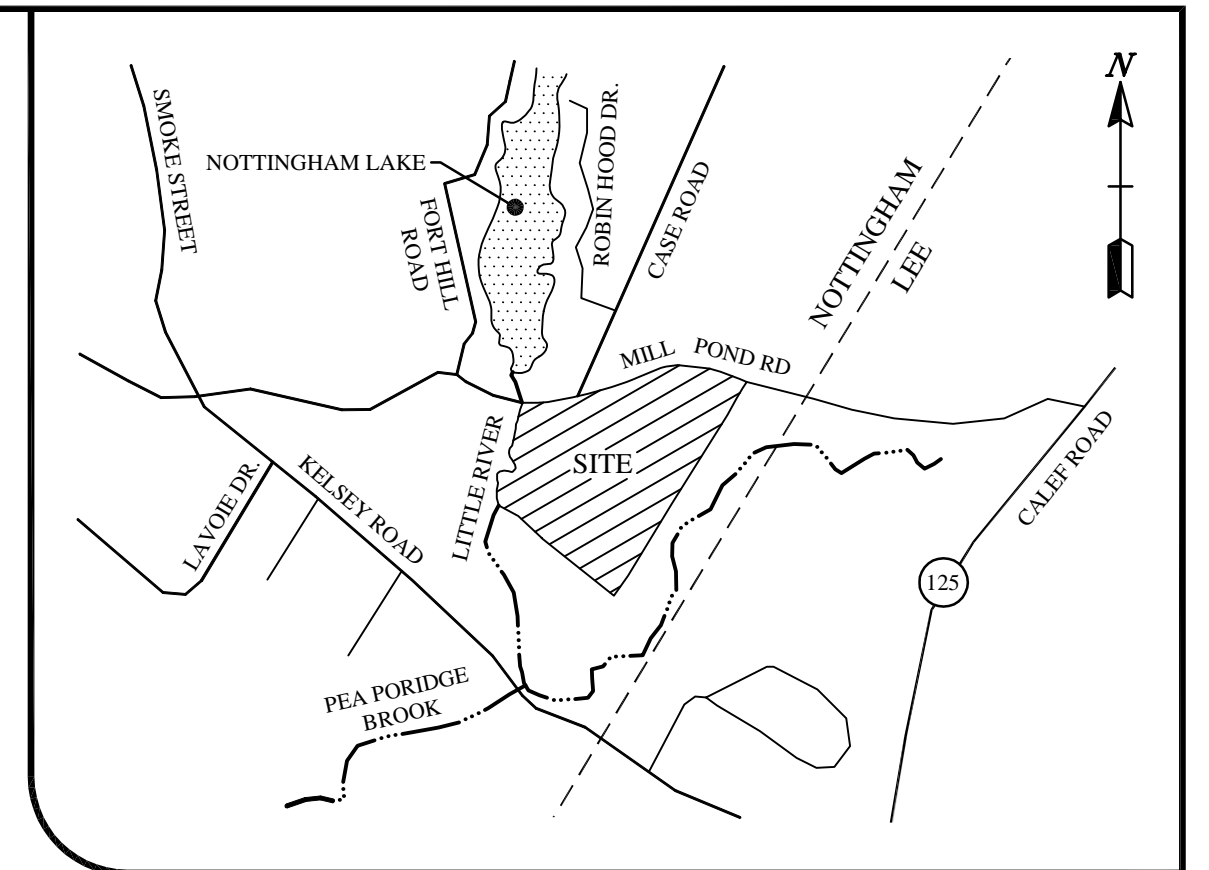 N
SMOKE STREET
NOTTINGHAM LAKE
FORT HILL
ROAD
ROBIN HOOD DR.
CASE ROAD
NOTTINGHAM
LEE
MILL POND RD
LITTLE RIVER
SITE
CALEF ROAD
LAVOIE DR.
KELSEY ROAD
125
PEA PORIDGE
BROOK